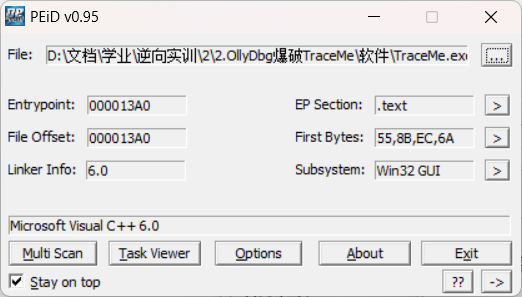 PEiD v0.95
File: D:\文档\学业\逆向实训\2\2.OllyDbg爆破TraceMe\软件\TraceMe.exe ...
Entrypoint: 000013A0 EP Section: .text >
File Offset: 000013A0 First Bytes: 55,8B,EC,6A >
Linker Info: 6.0 Subsystem: Win32 GUI >
Microsoft Visual C++ 6.0
Multi Scan Task Viewer Options About Exit
Stay on top ?? ->